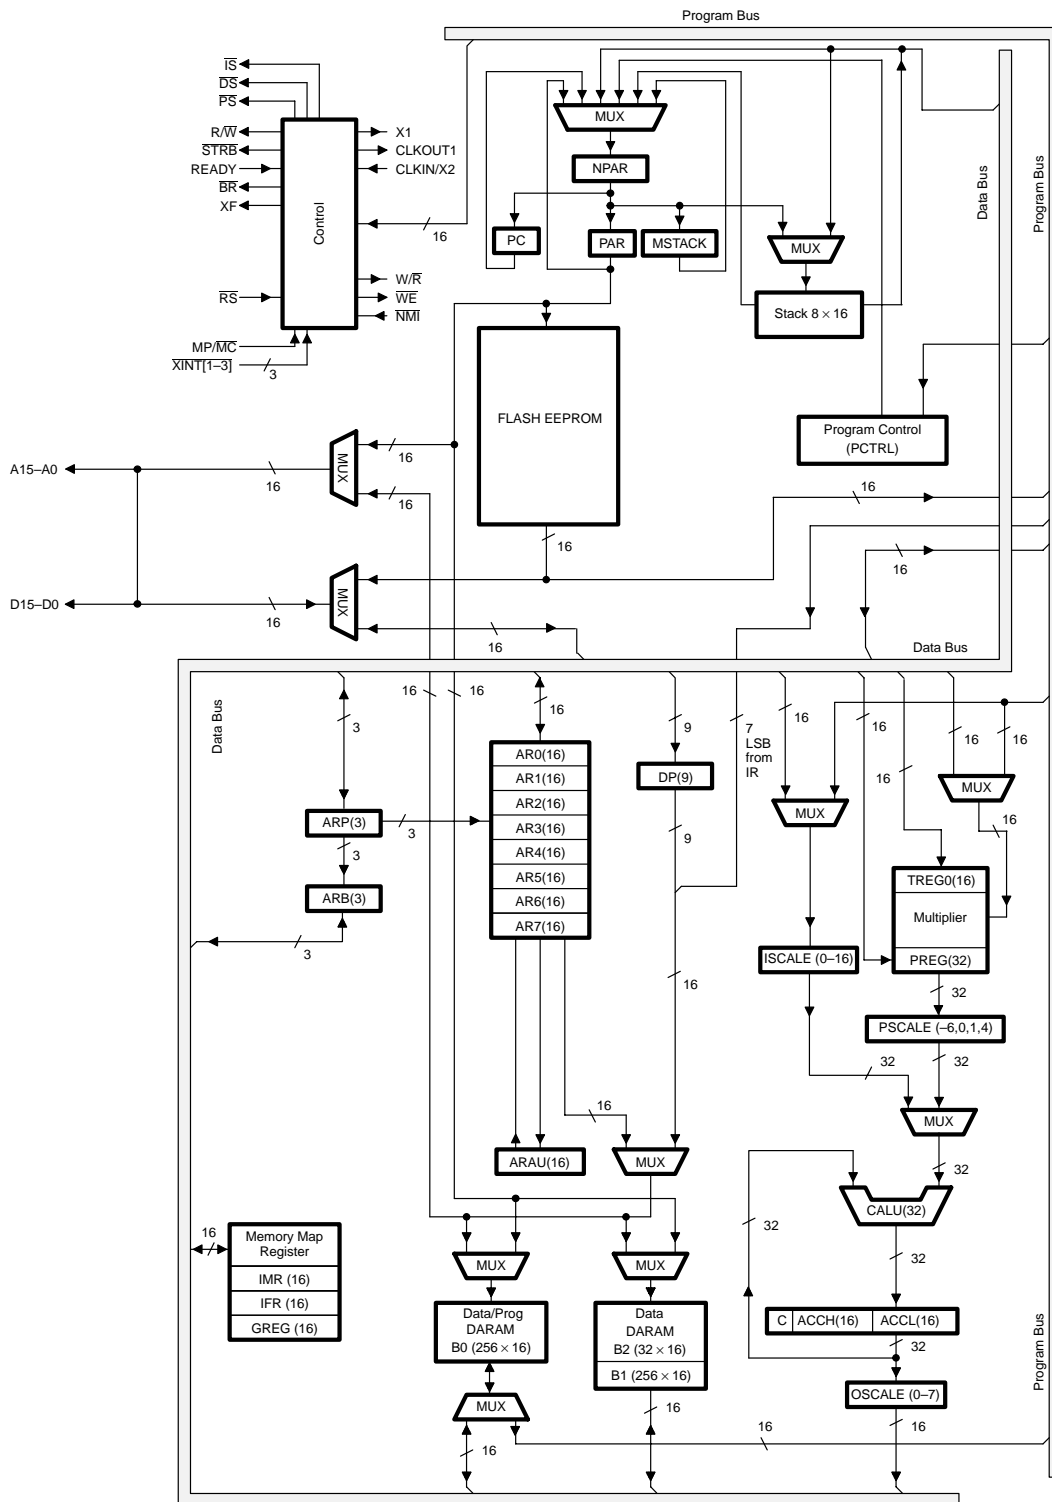 Program Bus
IS
DS
PS
R/W
STRB
READY
BR
XF
X1
CLKOUT1
CLKIN/X2
Control
16
W/R
WE
NMI
RS
MP/MC
XINT[1–3]
3
MUX
NPAR
PC
PAR
MSTACK
MUX
Stack 8 × 16
Data Bus
Program Bus
FLASH EEPROM
Program Control
(PCTRL)
A15–A0
16
MUX
16
16
16
16
16
D15–D0
16
MUX
16
Data Bus
Data Bus
3
16
16
16
9
7
LSB
from
IR
16
16
16
16
16
AR0(16)
AR1(16)
AR2(16)
AR3(16)
AR4(16)
AR5(16)
AR6(16)
AR7(16)
DP(9)
9
MUX
MUX
16
ARP(3)
3
3
ARB(3)
3
TREG0(16)
Multiplier
PREG(32)
ISCALE (0–16)
16
32
PSCALE (–6,0,1,4)
32
32
16
MUX
ARAU(16)
MUX
32
CALU(32)
32
32
16
Memory Map
Register
IMR (16)
IFR (16)
GREG (16)
MUX
MUX
Data/Prog
DARAM
B0 (256 × 16)
Data
DARAM
B2 (32 × 16)
B1 (256 × 16)
C
ACCH(16)
ACCL(16)
32
OSCALE (0–7)
MUX
16
16
16
16
Program Bus